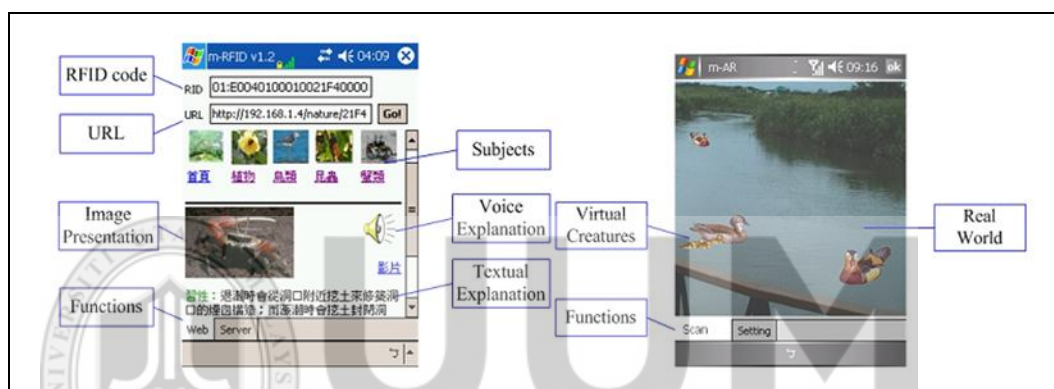 RFID code
URL
Image
Presentation
Functions
m-RFID v1.2
04:09
RID 01:E0040100010021F40000
URL http://192.168.1.4/nature/21F4 Go!
首頁 植物 鳥類 昆蟲 蟹類
影片
習性：退潮時會從洞口附近挖土來修築洞
口的煙囪構造；而漲潮時會挖土封閉洞
Web Server
Subjects
Voice
Explanation
Textual
Explanation
Virtual
Creatures
Functions
m-AR
09:16 ok
Scan Setting
Real
World
UUM